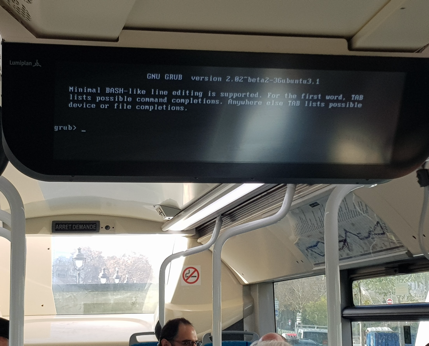 Lumiplan
GNU GRUB version 2.02~beta2-36ubuntu3.1
Minimal BASH-like line editing is supported. For the first word, TAB
lists possible command completions. Anywhere else TAB lists possible
device or file completions.
grub> _
ARRET DEMANDE